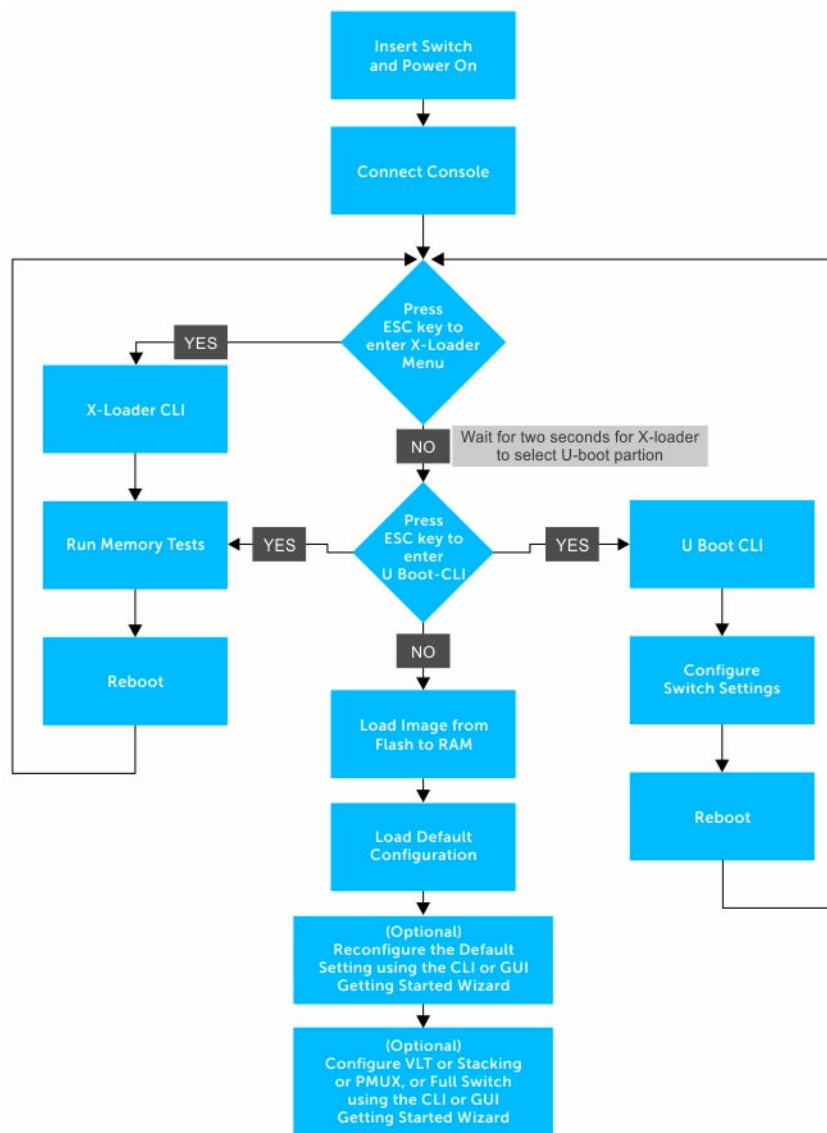 Insert Switch
and Power On
Connect Console
Press
ESC key to
enter X-Loader
Menu
YES
X-Loader CLI
NO
Wait for two seconds for X-loader
to select U-boot partion
Run Memory Tests
YES
Press
ESC key to
enter
U Boot-CLI
YES
U Boot CLI
NO
Reboot
Configure
Switch Settings
Load Image from
Flash to RAM
Load Default
Configuration
Reboot
(Optional)
Reconfigure the Default
Setting using the CLI or GUI
Getting Started Wizard
(Optional)
Configure VLT or Stacking
or PMUX, or Full Switch
using the CLI or GUI
Getting Started Wizard